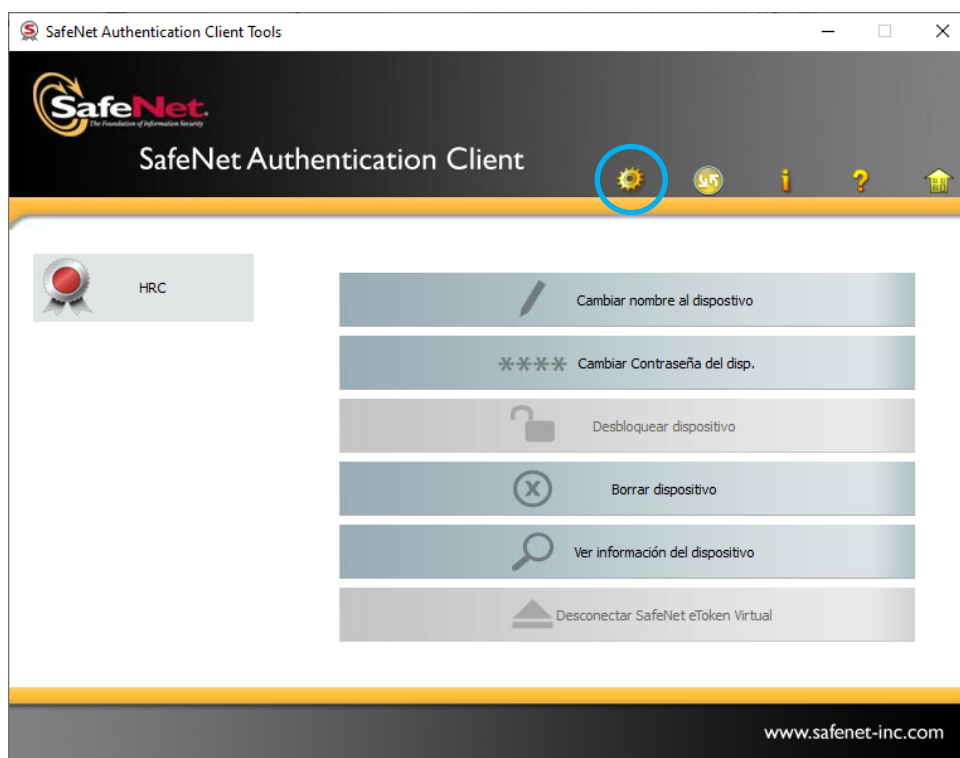 SafeNet Authentication Client Tools
SafeNet.
The Foundation of Information Security
SafeNet Authentication Client
HRC
Cambiar nombre al dispostivo
**** Cambiar Contraseña del disp.
Desbloquear dispositivo
Borrar dispositivo
Ver información del dispositivo
Desconectar SafeNet eToken Virtual
www.safenet-inc.com